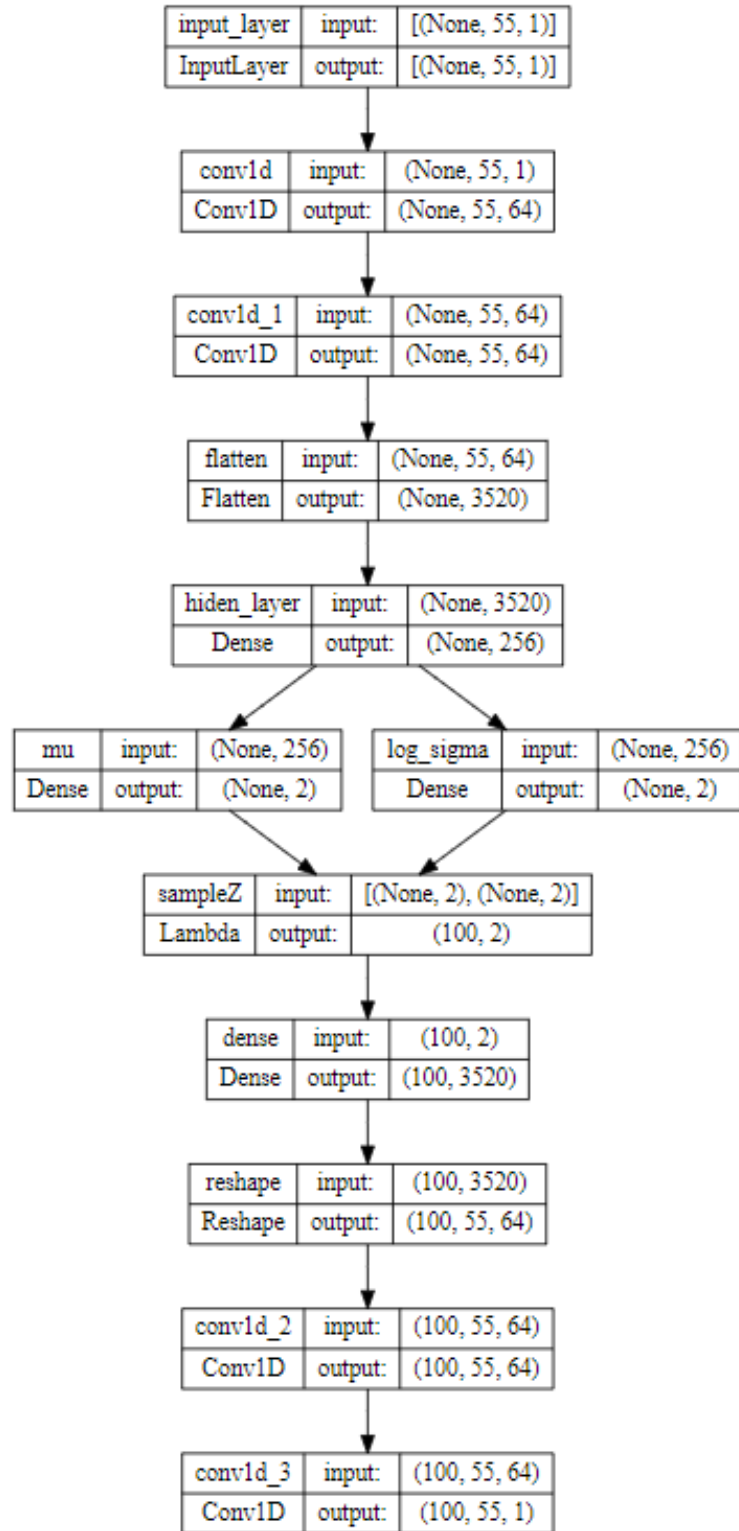 input_layer input: [(None, 55, 1)]
InputLayer output: [(None, 55, 1)]
conv1d input: (None, 55, 1)
Conv1D output: (None, 55, 64)
conv1d_1 input: (None, 55, 64)
Conv1D output: (None, 55, 64)
flatten input: (None, 55, 64)
Flatten output: (None, 3520)
hiden_layer input: (None, 3520)
Dense output: (None, 256)
mu input: (None, 256)
Dense output: (None, 2)
log_sigma input: (None, 256)
Dense output: (None, 2)
sampleZ input: [(None, 2), (None, 2)]
Lambda output: (100, 2)
dense input: (100, 2)
Dense output: (100, 3520)
reshape input: (100, 3520)
Reshape output: (100, 55, 64)
conv1d_2 input: (100, 55, 64)
Conv1D output: (100, 55, 64)
conv1d_3 input: (100, 55, 64)
Conv1D output: (100, 55, 1)